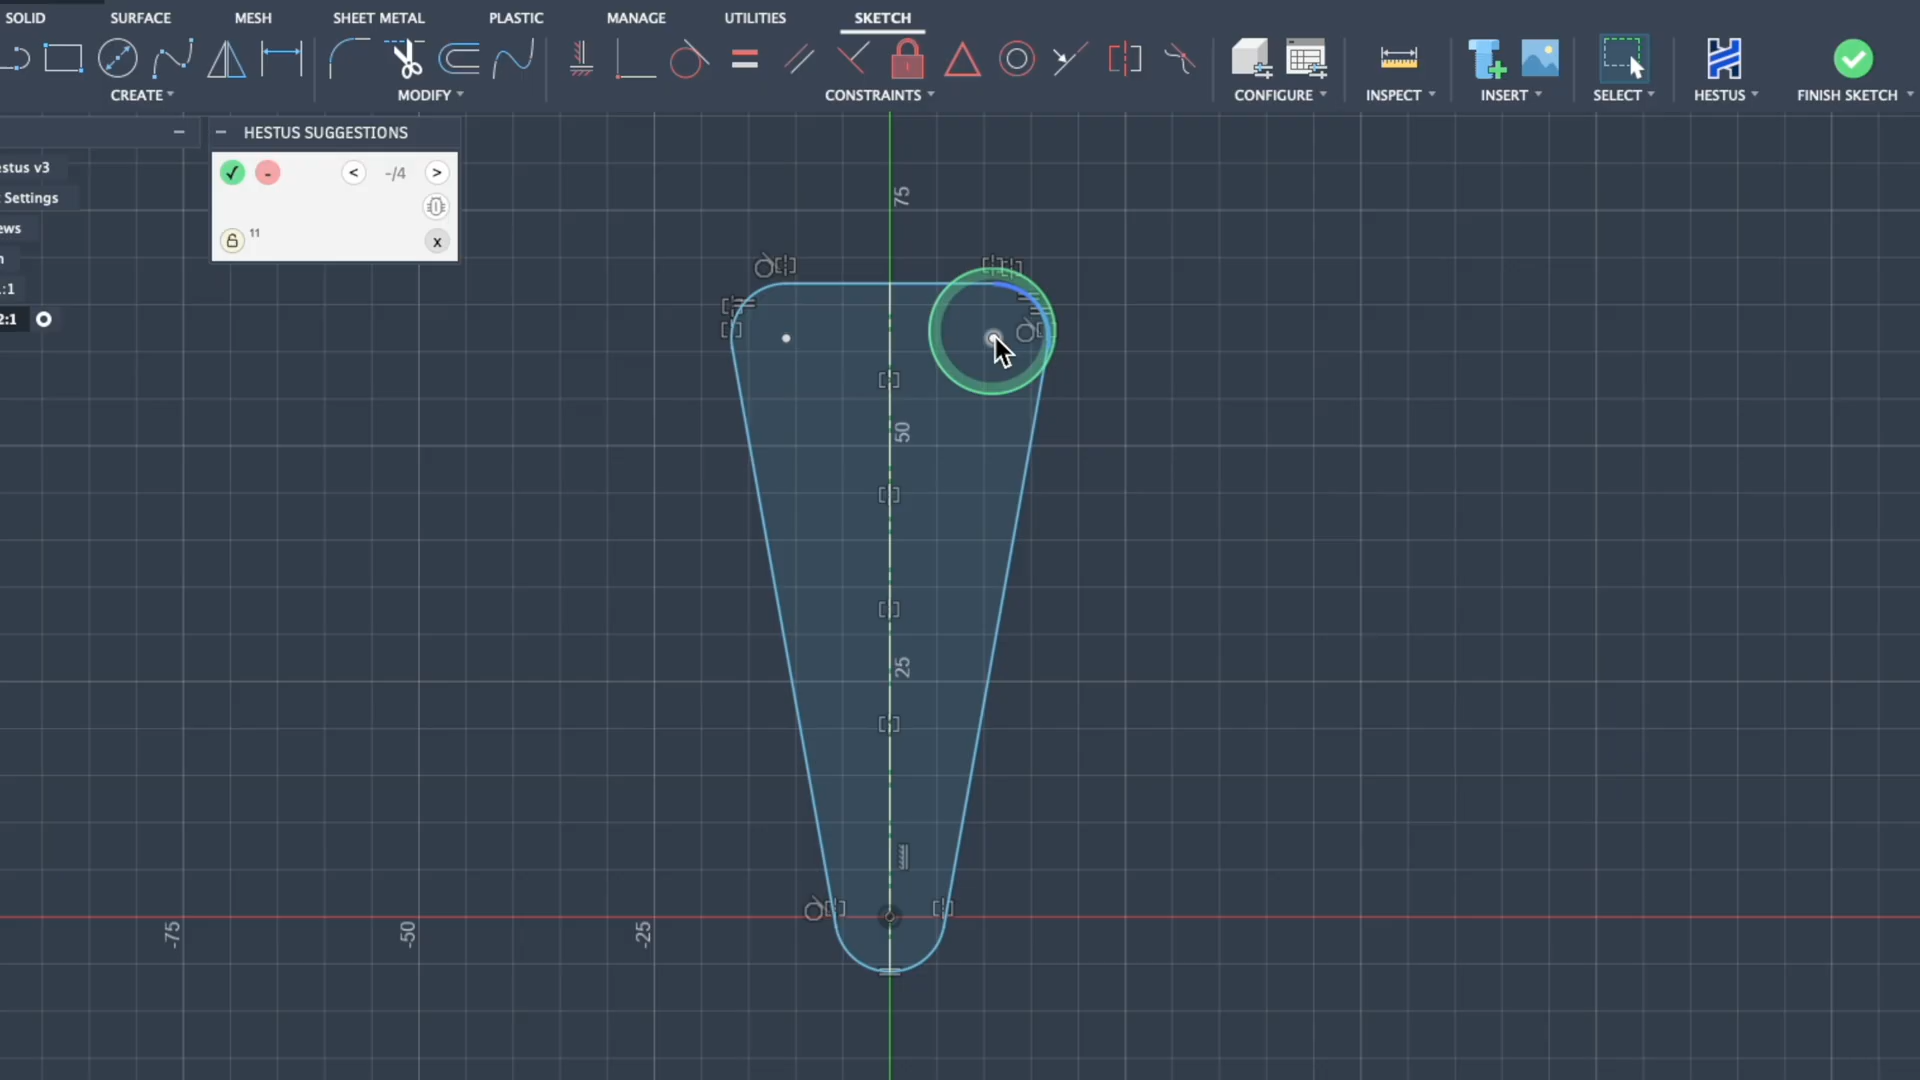 SOLID SURFACE MESH SHEET METAL PLASTIC MANAGE UTILITIES SKETCH
CREATE MODIFY CONSTRAINTS CONFIGURE INSPECT INSERT SELECT HESTUS FINISH SKETCH
HESTUS SUGGESTIONS
estus v3
Settings
ews
n
:1
2:1
< -/4 >
11
x
75
50
25
-75
-50
-25